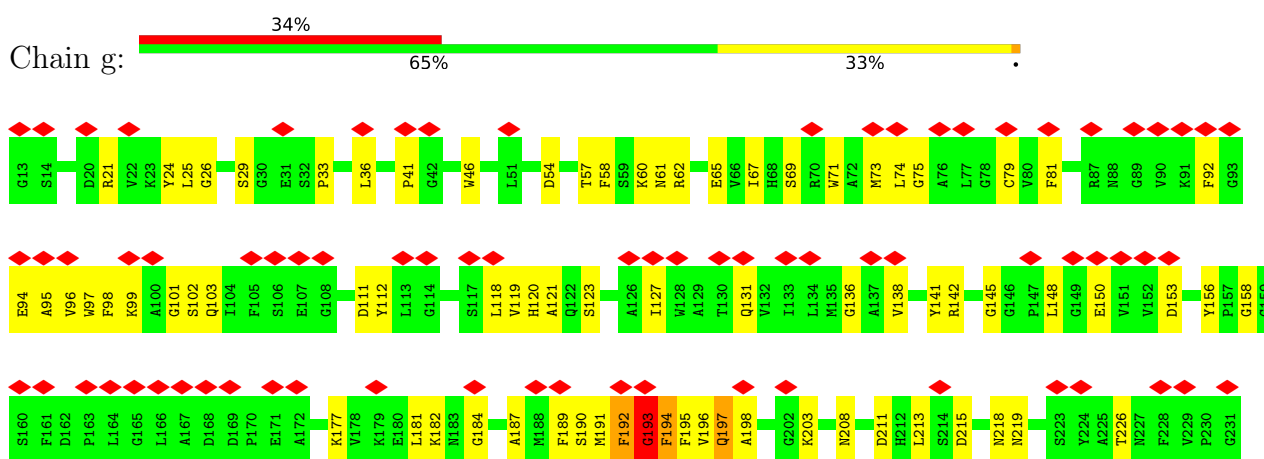 34%
Chain g:
65% 33% •
G13 S14 D20 R21 V22 K23 Y24 L25 G26 S29 G30 E31 S32 P33 L36 P41 G42 W46 L51 D54 T57 F58 S59 K60 N61 R62 E65 V66 I67 H68 S69 R70 W71 A72 M73 L74 G75 A76 L77 G78 C79 V80 F81 R87 N88 G89 V90 K91 F92 G93
E94 A95 V96 W97 F98 K99 A100 G101 S102 Q103 I104 F105 S106 E107 G108 D111 Y112 L113 G114 S117 L118 V119 H120 A121 Q122 S123 A126 I127 W128 A129 T130 Q131 V132 I133 L134 M135 G136 A137 V138 Y141 R142 G145 G146 P147 L148 G149 E150 V151 V152 D153 Y156 P157 G158 G159
S160 F161 D162 P163 L164 G165 L166 A167 D168 D169 P170 E171 A172 K177 V178 K179 E180 L181 K182 N183 G184 A187 M188 F189 S190 M191 F192 G193 F194 F195 V196 Q197 A198 G202 K203 N208 D211 H212 L213 S214 D215 N218 N219 S223 Y224 A225 T226 N227 F228 V229 P230 G231